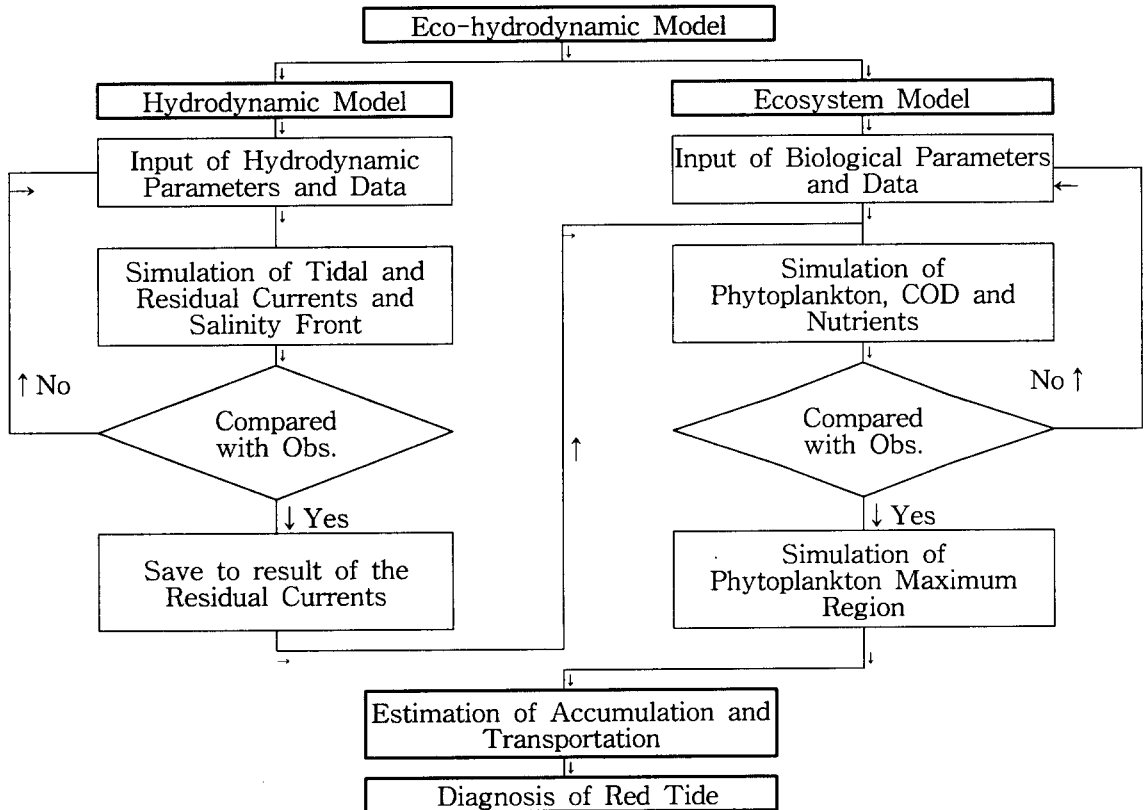 Eco-hydrodynamic Model
Hydrodynamic Model
Input of Hydrodynamic
Parameters and Data
Simulation of Tidal and
Residual Currents and
Salinity Front
↑ No
Compared
with Obs.
↓ Yes
Save to result of the
Residual Currents
Ecosystem Model
Input of Biological Parameters
and Data
Simulation of
Phytoplankton, COD and
Nutrients
No ↑
Compared
with Obs.
↓ Yes
Simulation of
Phytoplankton Maximum
Region
Estimation of Accumulation and
Transportation
Diagnosis of Red Tide